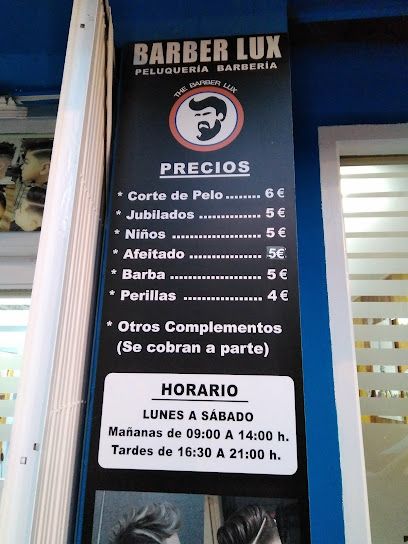 BARBER LUX
PELUQUERÍA BARBERÍA
THE BARBER LUX
PRECIOS
* Corte de Pelo........ 6 €
* Jubilados .............. 5 €
* Niños .................... 5 €
* Afeitado ................ 5€
* Barba .................... 5 €
* Perillas .................. 4 €
* Otros Complementos
(Se cobran a parte)
HORARIO
LUNES A SÁBADO
Mañanas de 09:00 A 14:00 h.
Tardes de 16:30 A 21:00 h.